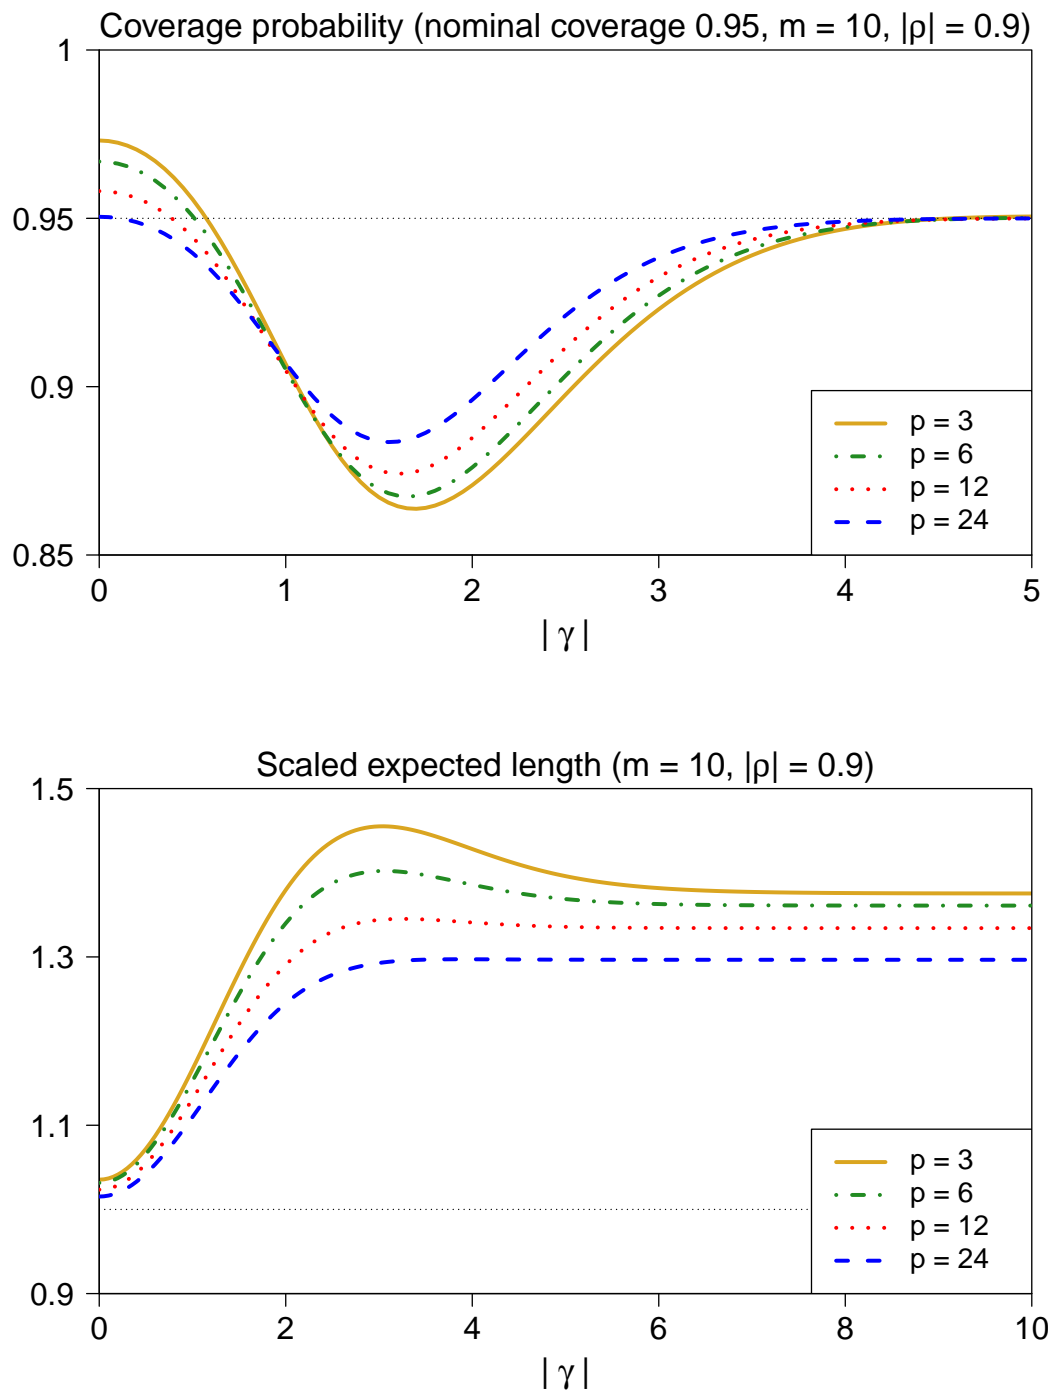 Coverage probability (nominal coverage 0.95, m = 10, |ρ| = 0.9)
1
0.95
0.9
0.85
0 1 2 3 4 5
| γ |
p = 3
p = 6
p = 12
p = 24
Scaled expected length (m = 10, |ρ| = 0.9)
1.5
1.3
1.1
0.9
0 2 4 6 8 10
| γ |
p = 3
p = 6
p = 12
p = 24